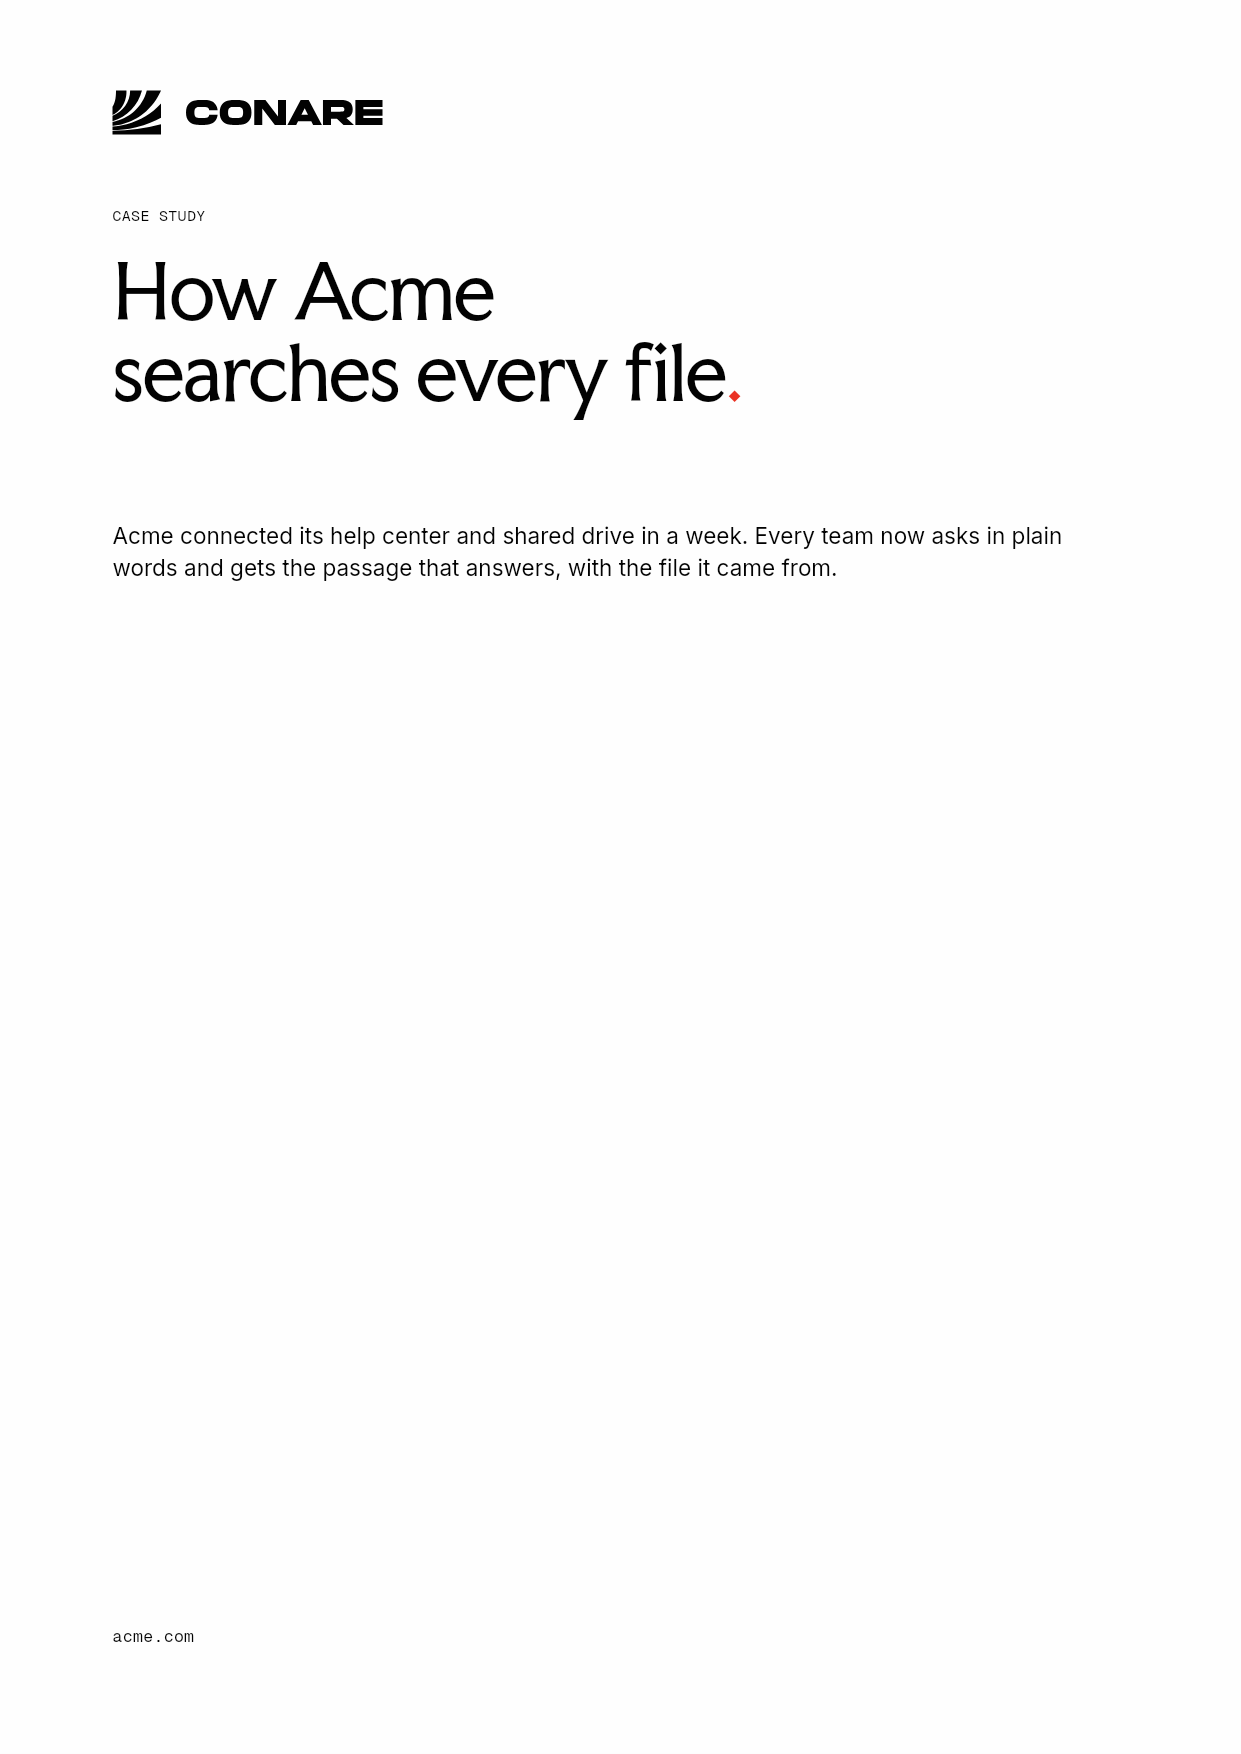 CONARE
CASE STUDY
How Acme
searches every file.
Acme connected its help center and shared drive in a week. Every team now asks in plain
words and gets the passage that answers, with the file it came from.
acme.com